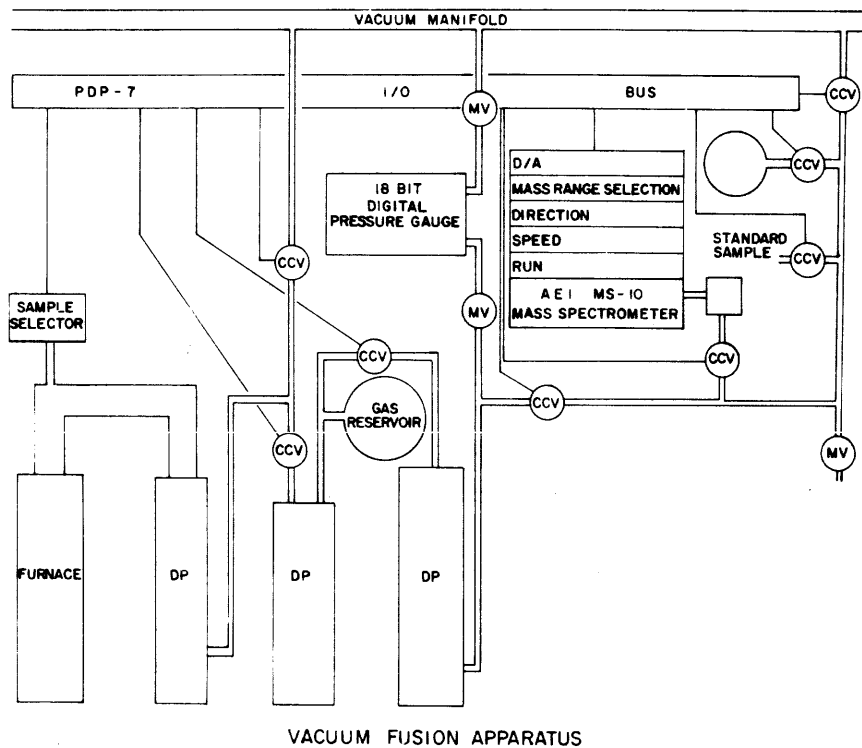 VACUUM MANIFOLD
PDP-7 I/O BUS
CCV
MV
CCV
D/A
18 BIT
DIGITAL
PRESSURE GAUGE
MASS RANGE SELECTION
DIRECTION
SPEED
RUN
STANDARD
SAMPLE
CCV
CCV
AEI MS-10
MASS SPECTROMETER
SAMPLE
SELECTOR
MV
CCV
CCV
CCV
GAS
RESERVOIR
CCV
MV
FURNACE
DP
DP
DP
VACUUM FUSION APPARATUS